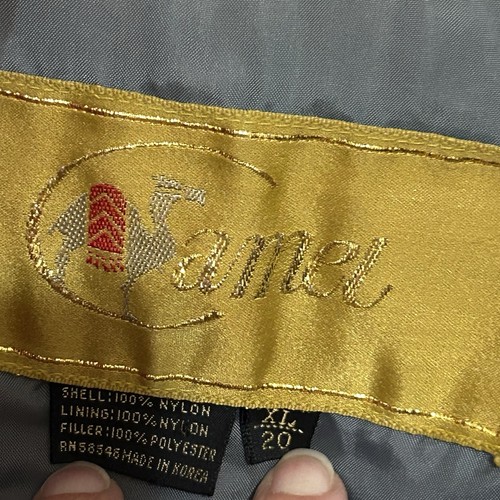 Camel
SHELL:100% NYLON
LINING:100% NYLON
FILLER:100% POLYESTER
RN58546 MADE IN KOREA
XL
20